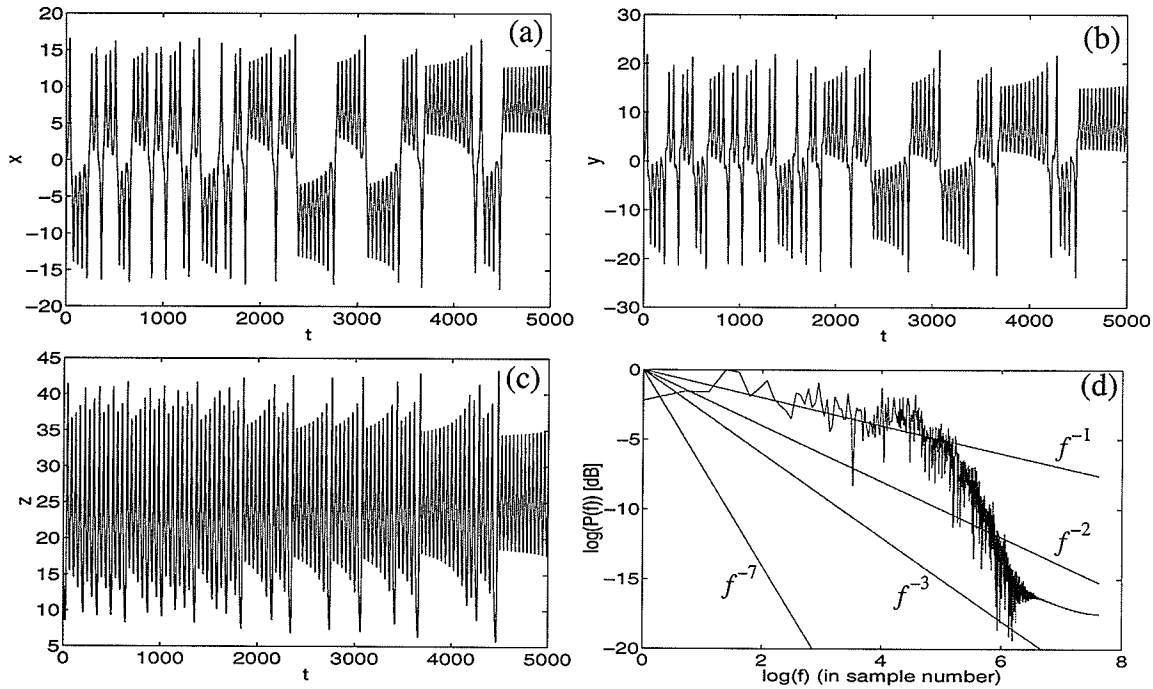 (a)
20
15
10
5
0
−5
−10
−15
−20
x
0 1000 2000 3000 4000 5000
t
(b)
30
20
10
0
−10
−20
−30
y
0 1000 2000 3000 4000 5000
t
(c)
45
40
35
30
25
20
15
10
5
z
0 1000 2000 3000 4000 5000
t
(d)
0
−5
−10
−15
−20
log(P(f)) [dB]
f⁻¹
f⁻²
f⁻³
f⁻⁷
0 2 4 6 8
log(f) (in sample number)